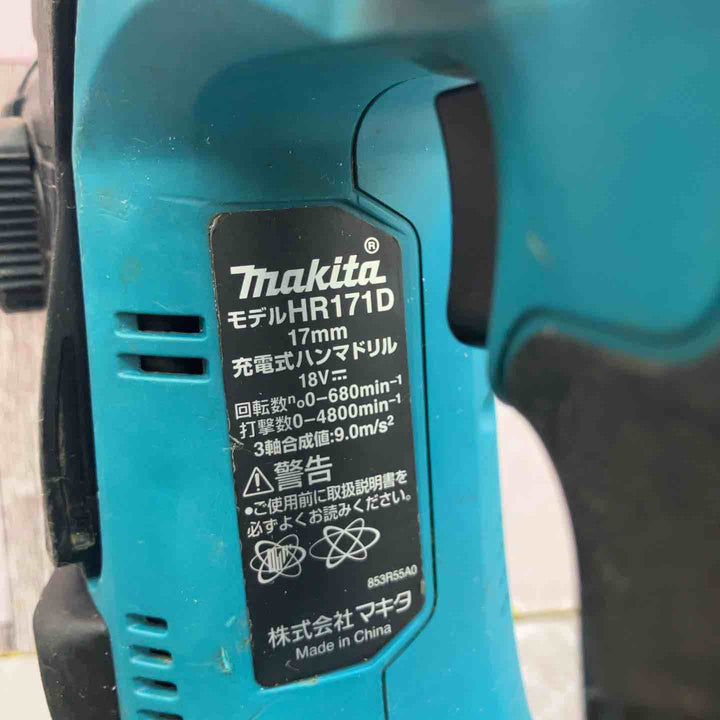 makita®
モデルHR171D
17mm
充電式ハンマドリル
18V⎓
回転数n₀0-680min⁻¹
打撃数0-4800min⁻¹
3軸合成値:9.0m/s²
⚠警告
●ご使用前に取扱説明書を
必ずよくお読みください。
853R55A0
株式会社 マキタ
Made in China